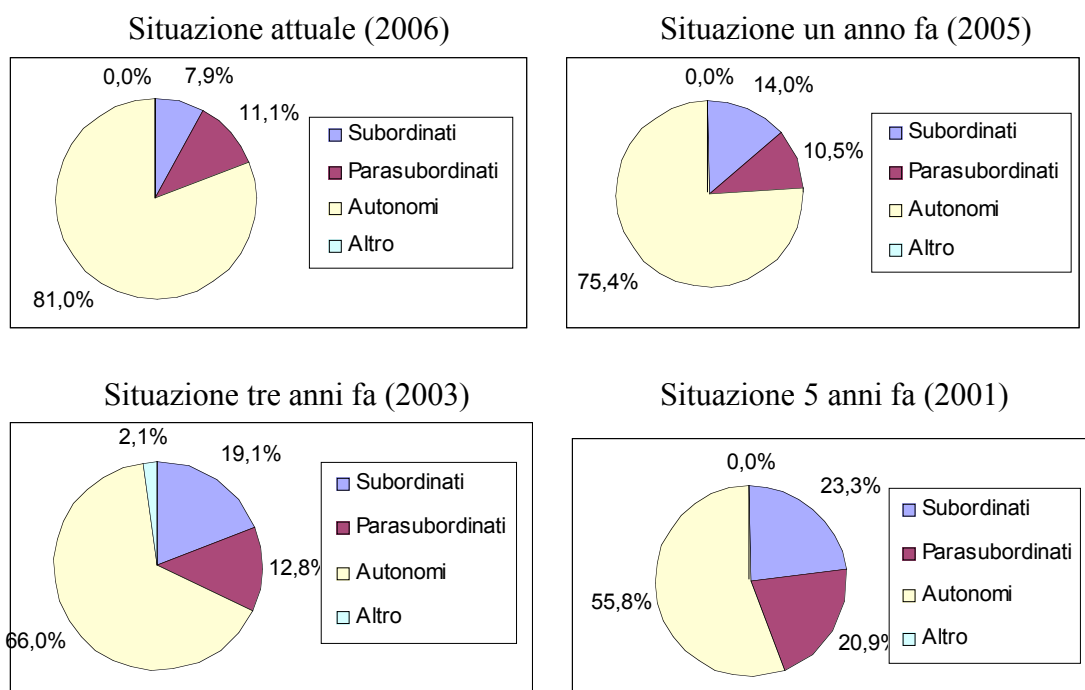 Situazione attuale (2006)
0,0%
7,9%
11,1%
81,0%
Subordinati
Parasubordinati
Autonomi
Altro
Situazione un anno fa (2005)
0,0%
14,0%
10,5%
75,4%
Subordinati
Parasubordinati
Autonomi
Altro
Situazione tre anni fa (2003)
2,1%
19,1%
12,8%
66,0%
Subordinati
Parasubordinati
Autonomi
Altro
Situazione 5 anni fa (2001)
0,0%
23,3%
20,9%
55,8%
Subordinati
Parasubordinati
Autonomi
Altro